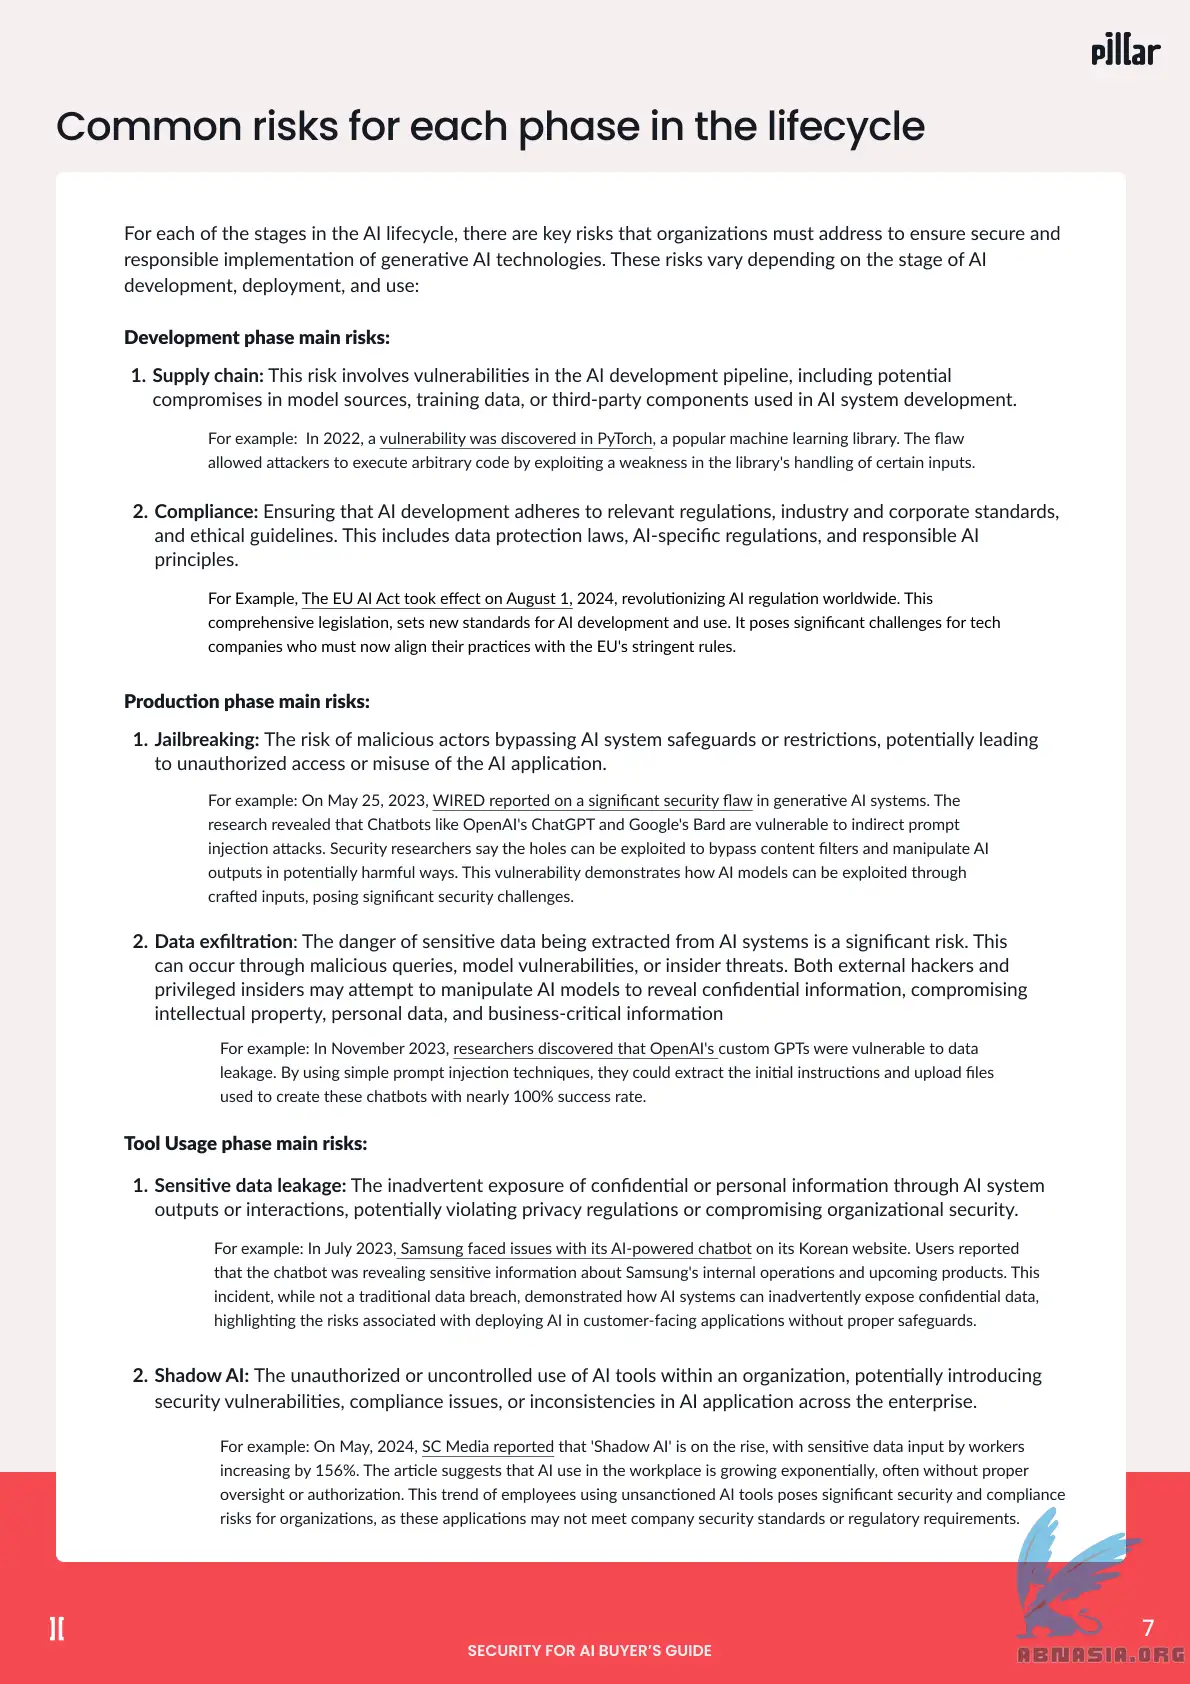 pillar
Common risks for each phase in the lifecycle
For each of the stages in the AI lifecycle, there are key risks that organizations must address to ensure secure and
responsible implementation of generative AI technologies. These risks vary depending on the stage of AI
development, deployment, and use:
Development phase main risks:
1. Supply chain: This risk involves vulnerabilities in the AI development pipeline, including potential
compromises in model sources, training data, or third-party components used in AI system development.
For example:  In 2022, a vulnerability was discovered in PyTorch, a popular machine learning library. The flaw
allowed attackers to execute arbitrary code by exploiting a weakness in the library's handling of certain inputs.
2. Compliance: Ensuring that AI development adheres to relevant regulations, industry and corporate standards,
and ethical guidelines. This includes data protection laws, AI-specific regulations, and responsible AI
principles.
For Example, The EU AI Act took effect on August 1, 2024, revolutionizing AI regulation worldwide. This
comprehensive legislation, sets new standards for AI development and use. It poses significant challenges for tech
companies who must now align their practices with the EU's stringent rules.
Production phase main risks:
1. Jailbreaking: The risk of malicious actors bypassing AI system safeguards or restrictions, potentially leading
to unauthorized access or misuse of the AI application.
For example: On May 25, 2023, WIRED reported on a significant security flaw in generative AI systems. The
research revealed that Chatbots like OpenAI's ChatGPT and Google's Bard are vulnerable to indirect prompt
injection attacks. Security researchers say the holes can be exploited to bypass content filters and manipulate AI
outputs in potentially harmful ways. This vulnerability demonstrates how AI models can be exploited through
crafted inputs, posing significant security challenges.
2. Data exfiltration: The danger of sensitive data being extracted from AI systems is a significant risk. This
can occur through malicious queries, model vulnerabilities, or insider threats. Both external hackers and
privileged insiders may attempt to manipulate AI models to reveal confidential information, compromising
intellectual property, personal data, and business-critical information
For example: In November 2023, researchers discovered that OpenAI's custom GPTs were vulnerable to data
leakage. By using simple prompt injection techniques, they could extract the initial instructions and upload files
used to create these chatbots with nearly 100% success rate.
Tool Usage phase main risks:
1. Sensitive data leakage: The inadvertent exposure of confidential or personal information through AI system
outputs or interactions, potentially violating privacy regulations or compromising organizational security.
For example: In July 2023, Samsung faced issues with its AI-powered chatbot on its Korean website. Users reported
that the chatbot was revealing sensitive information about Samsung's internal operations and upcoming products. This
incident, while not a traditional data breach, demonstrated how AI systems can inadvertently expose confidential data,
highlighting the risks associated with deploying AI in customer-facing applications without proper safeguards.
2. Shadow AI: The unauthorized or uncontrolled use of AI tools within an organization, potentially introducing
security vulnerabilities, compliance issues, or inconsistencies in AI application across the enterprise.
For example: On May, 2024, SC Media reported that 'Shadow AI' is on the rise, with sensitive data input by workers
increasing by 156%. The article suggests that AI use in the workplace is growing exponentially, often without proper
oversight or authorization. This trend of employees using unsanctioned AI tools poses significant security and compliance
risks for organizations, as these applications may not meet company security standards or regulatory requirements.
SECURITY FOR AI BUYER'S GUIDE
7
ABNASIA.ORG